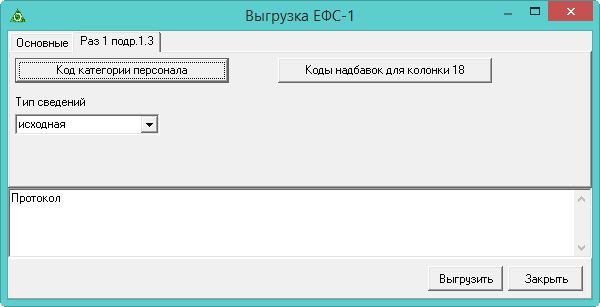 Выгрузка ЕФС-1
Основные
Раз 1 подр.1.3
Код категории персонала
Коды надбавок для колонки 18
Тип сведений
исходная
Протокол
Выгрузить
Закрыть